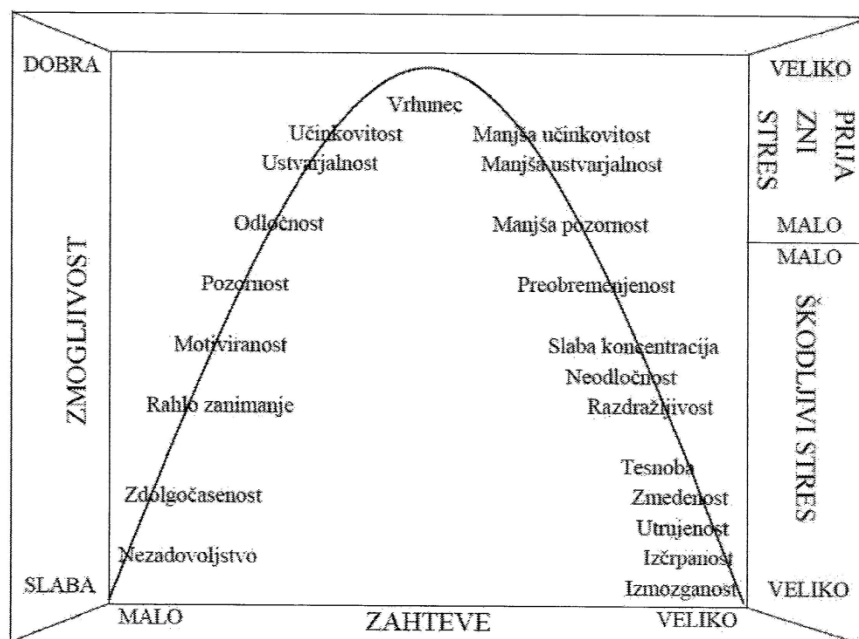 DOBRA
VELIKO
Vrhunec
Učinkovitost
Manjša učinkovitost
Ustvarjalnost
Manjša ustvarjalnost
PRIJA
ZNI
STRES
Odločnost
Manjša pozornost
MALO
MALO
ZMOGLJIVOST
Pozornost
Preobremenjenost
Motiviranost
Slaba koncentracija
Neodločnost
Rahlo zanimanje
Razdražljivost
ŠKODLJIVI STRES
Tesnoba
Zdolgočasenost
Zmedenost
Utrujenost
Nezadovoljstvo
Izčrpanost
SLABA
Izmozganost
VELIKO
MALO
ZAHTEVE
VELIKO